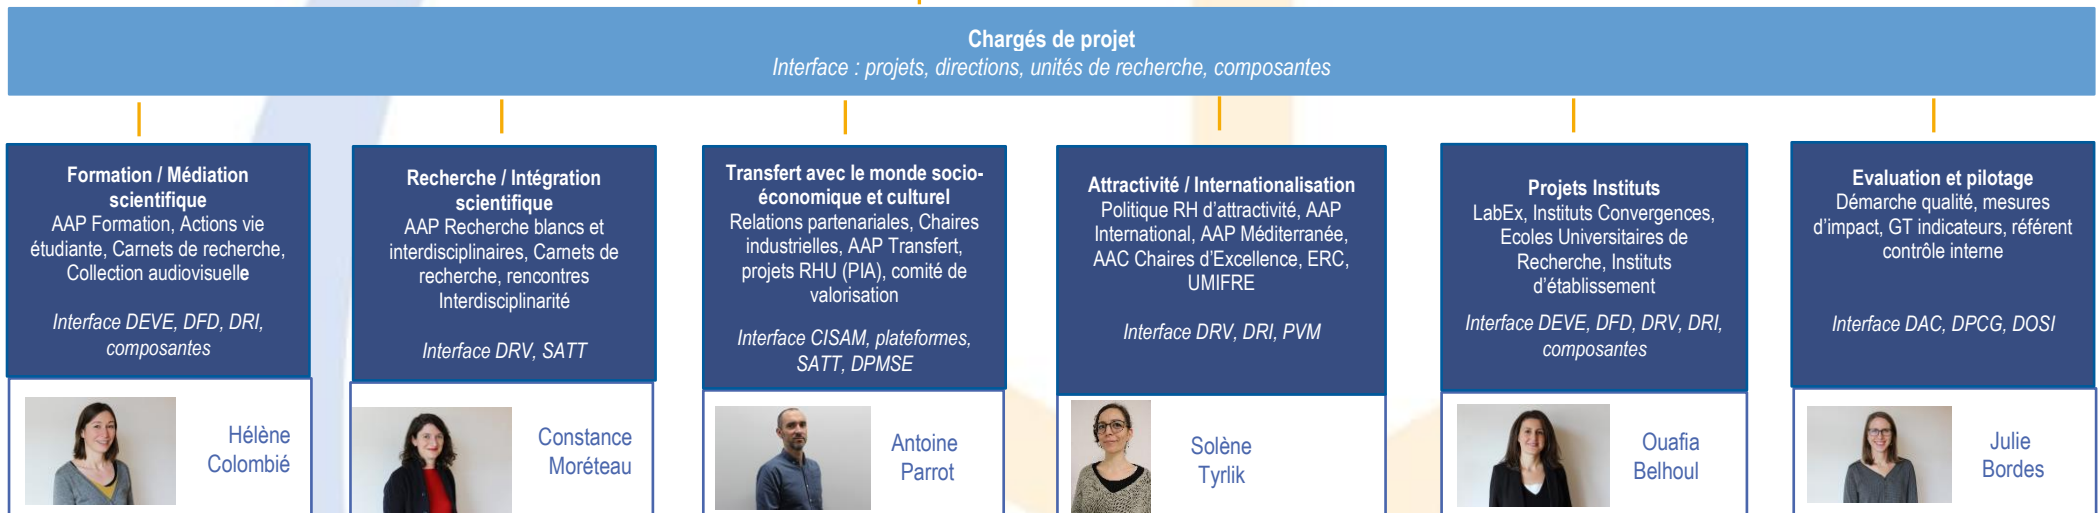 Chargés de projet
Interface : projets, directions, unités de recherche, composantes
Formation / Médiation
scientifique
AAP Formation, Actions vie
étudiante, Carnets de recherche,
Collection audiovisuelle
Interface DEVE, DFD, DRI,
composantes
Hélène
Colombié
Recherche / Intégration
scientifique
AAP Recherche blancs et
interdisciplinaires, Carnets de
recherche, rencontres
Interdisciplinarité
Interface DRV, SATT
Constance
Moréteau
Transfert avec le monde socio-
économique et culturel
Relations partenariales, Chaires
industrielles, AAP Transfert,
projets RHU (PIA), comité de
valorisation
Interface CISAM, plateformes,
SATT, DPMSE
Antoine
Parrot
Attractivité / Internationalisation
Politique RH d’attractivité, AAP
International, AAP Méditerranée,
AAC Chaires d’Excellence, ERC,
UMIFRE
Interface DRV, DRI, PVM
Solène
Tyrlik
Projets Instituts
LabEx, Instituts Convergences,
Ecoles Universitaires de
Recherche, Instituts
d’établissement
Interface DEVE, DFD, DRV, DRI,
composantes
Ouafia
Belhoul
Evaluation et pilotage
Démarche qualité, mesures
d’impact, GT indicateurs, référent
contrôle interne
Interface DAC, DPCG, DOSI
Julie
Bordes